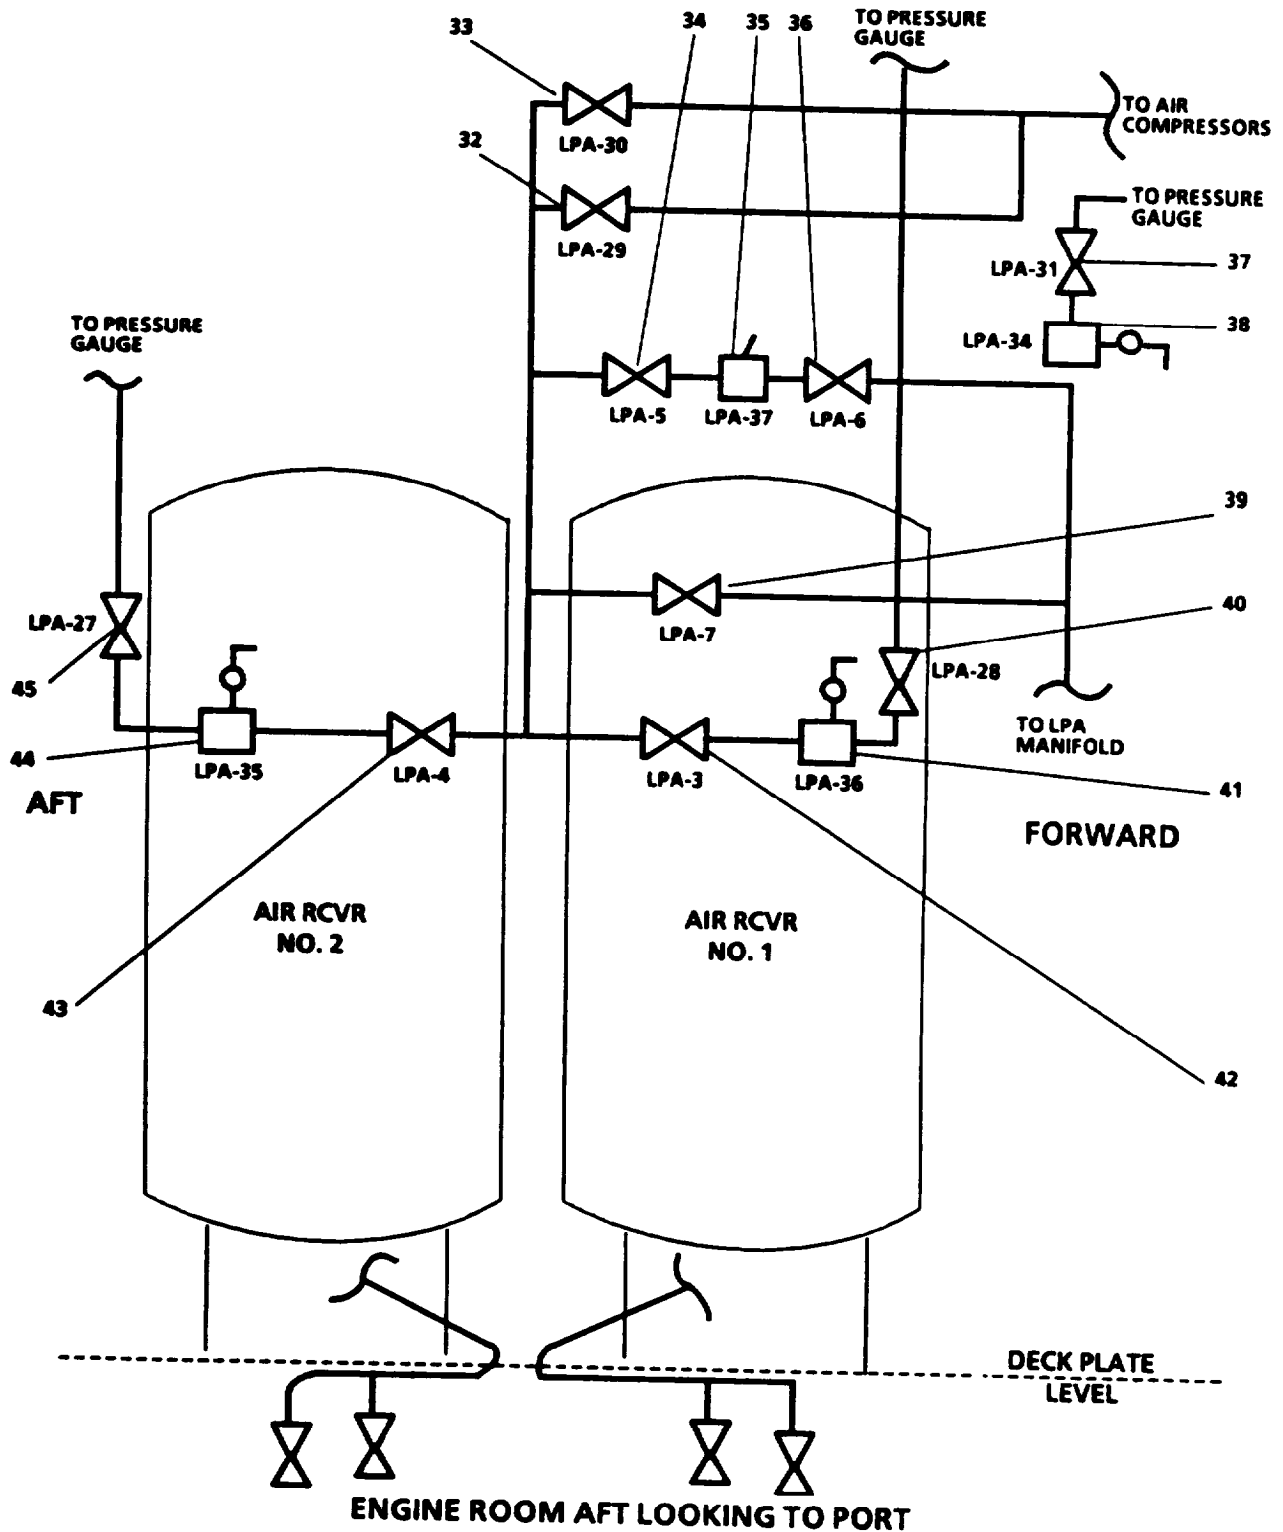 33
34
35
36
TO PRESSURE
GAUGE
TO AIR
COMPRESSORS
LPA-30
32
LPA-29
TO PRESSURE
GAUGE
LPA-31
37
38
LPA-34
TO PRESSURE
GAUGE
LPA-5
LPA-37
LPA-6
39
LPA-27
LPA-7
40
LPA-28
45
TO LPA
MANIFOLD
44
LPA-35
LPA-4
LPA-3
LPA-36
41
AFT
FORWARD
AIR RCVR
NO. 2
AIR RCVR
NO. 1
43
42
DECK PLATE
LEVEL
ENGINE ROOM AFT LOOKING TO PORT